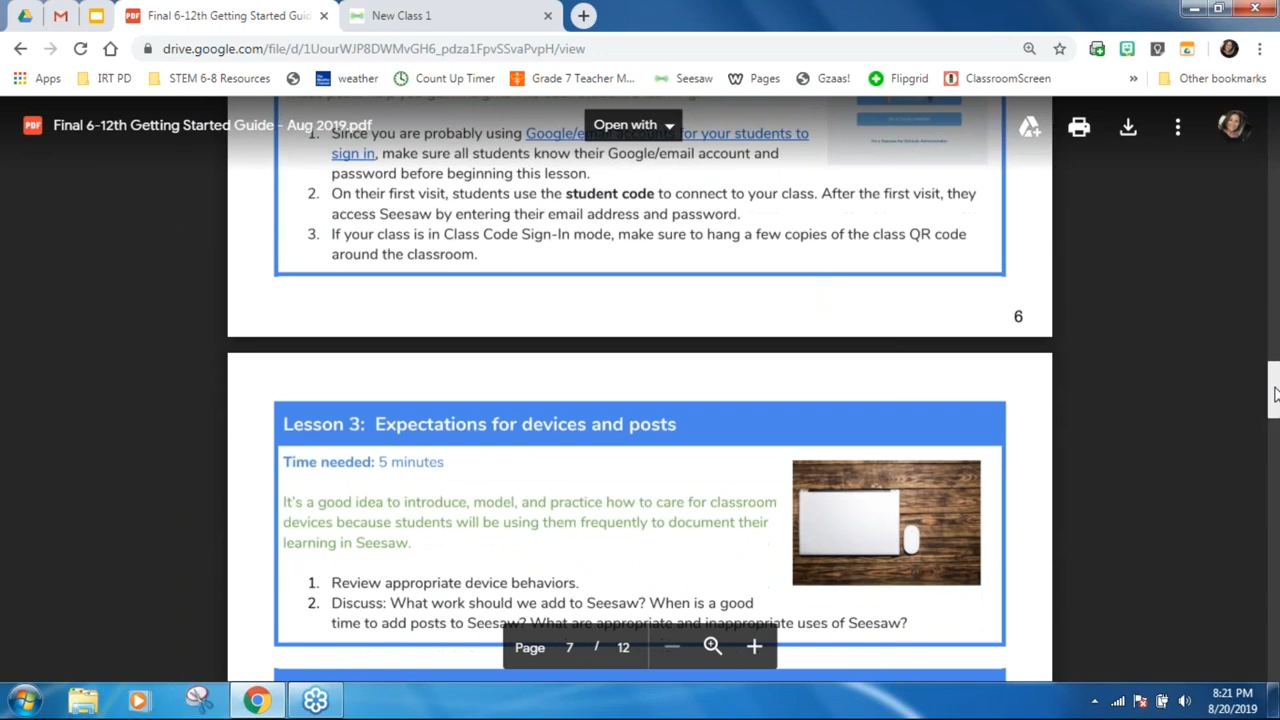 Final 6-12th Getting Started Guid
New Class 1
drive.google.com/file/d/1UourWJP8DWMvGH6_pdza1FpvSSvaPvpH/view
Apps
IRT PD
STEM 6-8 Resources
weather
Count Up Timer
Grade 7 Teacher M...
Seesaw
Pages
Gzaas!
Flipgrid
ClassroomScreen
»
Other bookmarks
PDF Final 6-12th Getting Started Guide - Aug 2019.pdf
Open with
1. Since you are probably using Google/email accounts for your students to
sign in, make sure all students know their Google/email account and
password before beginning this lesson.
2. On their first visit, students use the student code to connect to your class. After the first visit, they
access Seesaw by entering their email address and password.
3. If your class is in Class Code Sign-In mode, make sure to hang a few copies of the class QR code
around the classroom.
6
Lesson 3: Expectations for devices and posts
Time needed: 5 minutes
It's a good idea to introduce, model, and practice how to care for classroom
devices because students will be using them frequently to document their
learning in Seesaw.
1. Review appropriate device behaviors.
2. Discuss: What work should we add to Seesaw? When is a good
time to add posts to Seesaw? What are appropriate and inappropriate uses of Seesaw?
Page 7 / 12
8:21 PM
8/20/2019